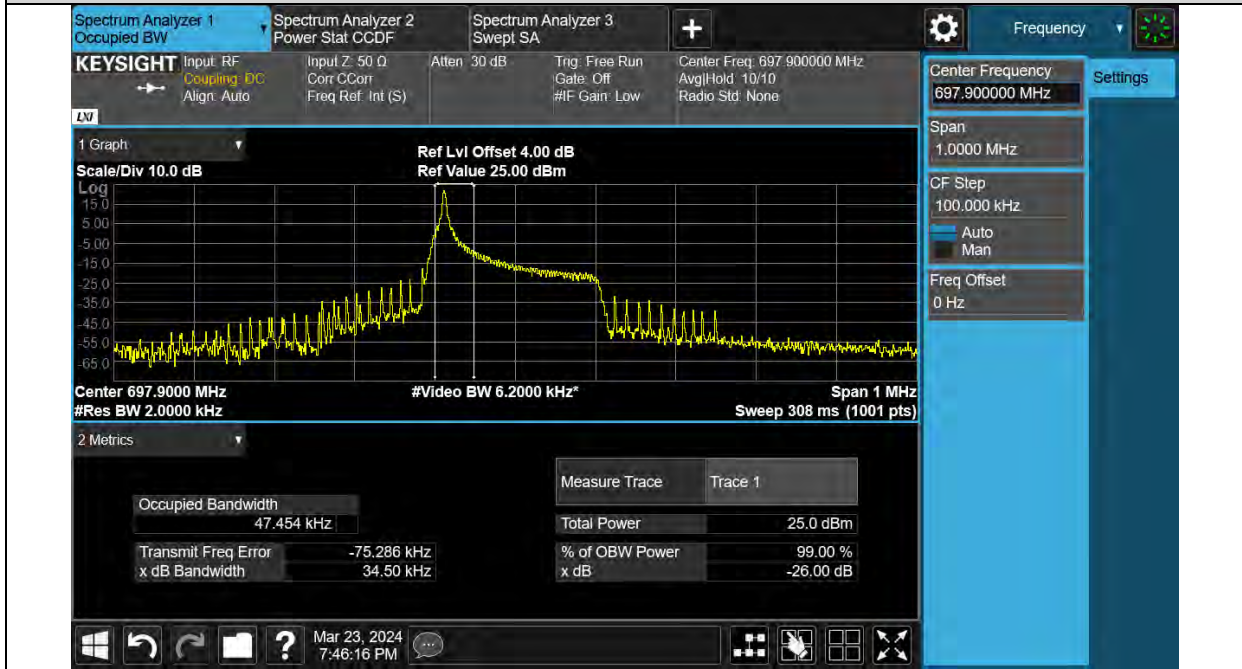 Spectrum Analyzer 1
Occupied BW
Spectrum Analyzer 2
Power Stat CCDF
Spectrum Analyzer 3
Swept SA
+
Frequency
KEYSIGHT
Input: RF
Coupling: DC
Align: Auto
Input Z: 50 Ω
Corr CCorr
Freq Ref: Int (S)
Atten: 30 dB
Trig: Free Run
Gate: Off
#IF Gain: Low
Center Freq: 697.900000 MHz
Avg|Hold: 10/10
Radio Std: None
LXI
Center Frequency
697.900000 MHz
Settings
Span
1.0000 MHz
CF Step
100.000 kHz
Auto
Man
Freq Offset
0 Hz
1 Graph
Scale/Div 10.0 dB
Ref Lvl Offset 4.00 dB
Ref Value 25.00 dBm
Log
15.0
5.00
-5.00
-15.0
-25.0
-35.0
-45.0
-55.0
-65.0
Center 697.9000 MHz
#Video BW 6.2000 kHz*
Span 1 MHz
#Res BW 2.0000 kHz
Sweep 308 ms (1001 pts)
2 Metrics
Measure Trace
Trace 1
Occupied Bandwidth
47.454 kHz
Total Power
25.0 dBm
Transmit Freq Error
-75.286 kHz
% of OBW Power
99.00 %
x dB Bandwidth
34.50 kHz
x dB
-26.00 dB
?
Mar 23, 2024
7:46:16 PM